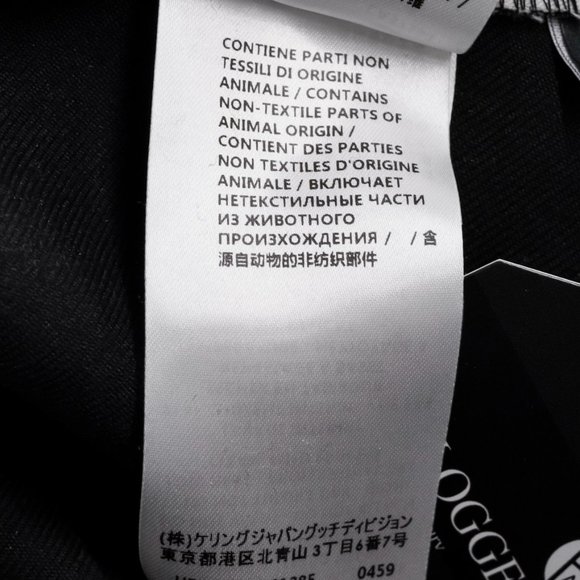 CONTIENE PARTI NON
TESSILI DI ORIGINE
ANIMALE / CONTAINS
NON-TEXTILE PARTS OF
ANIMAL ORIGIN /
CONTIENT DES PARTIES
NON TEXTILES D'ORIGINE
ANIMALE / ВКЛЮЧАЕТ
НЕТЕКСТИЛЬНЫЕ ЧАСТИ
ИЗ ЖИВОТНОГО
ПРОИЗХОЖДЕНИЯ / / 含
源自动物的非纺织部件
(株)ケリングジャパングッチディビジョン
東京都港区北青山3丁目6番7号
0459
OGGE